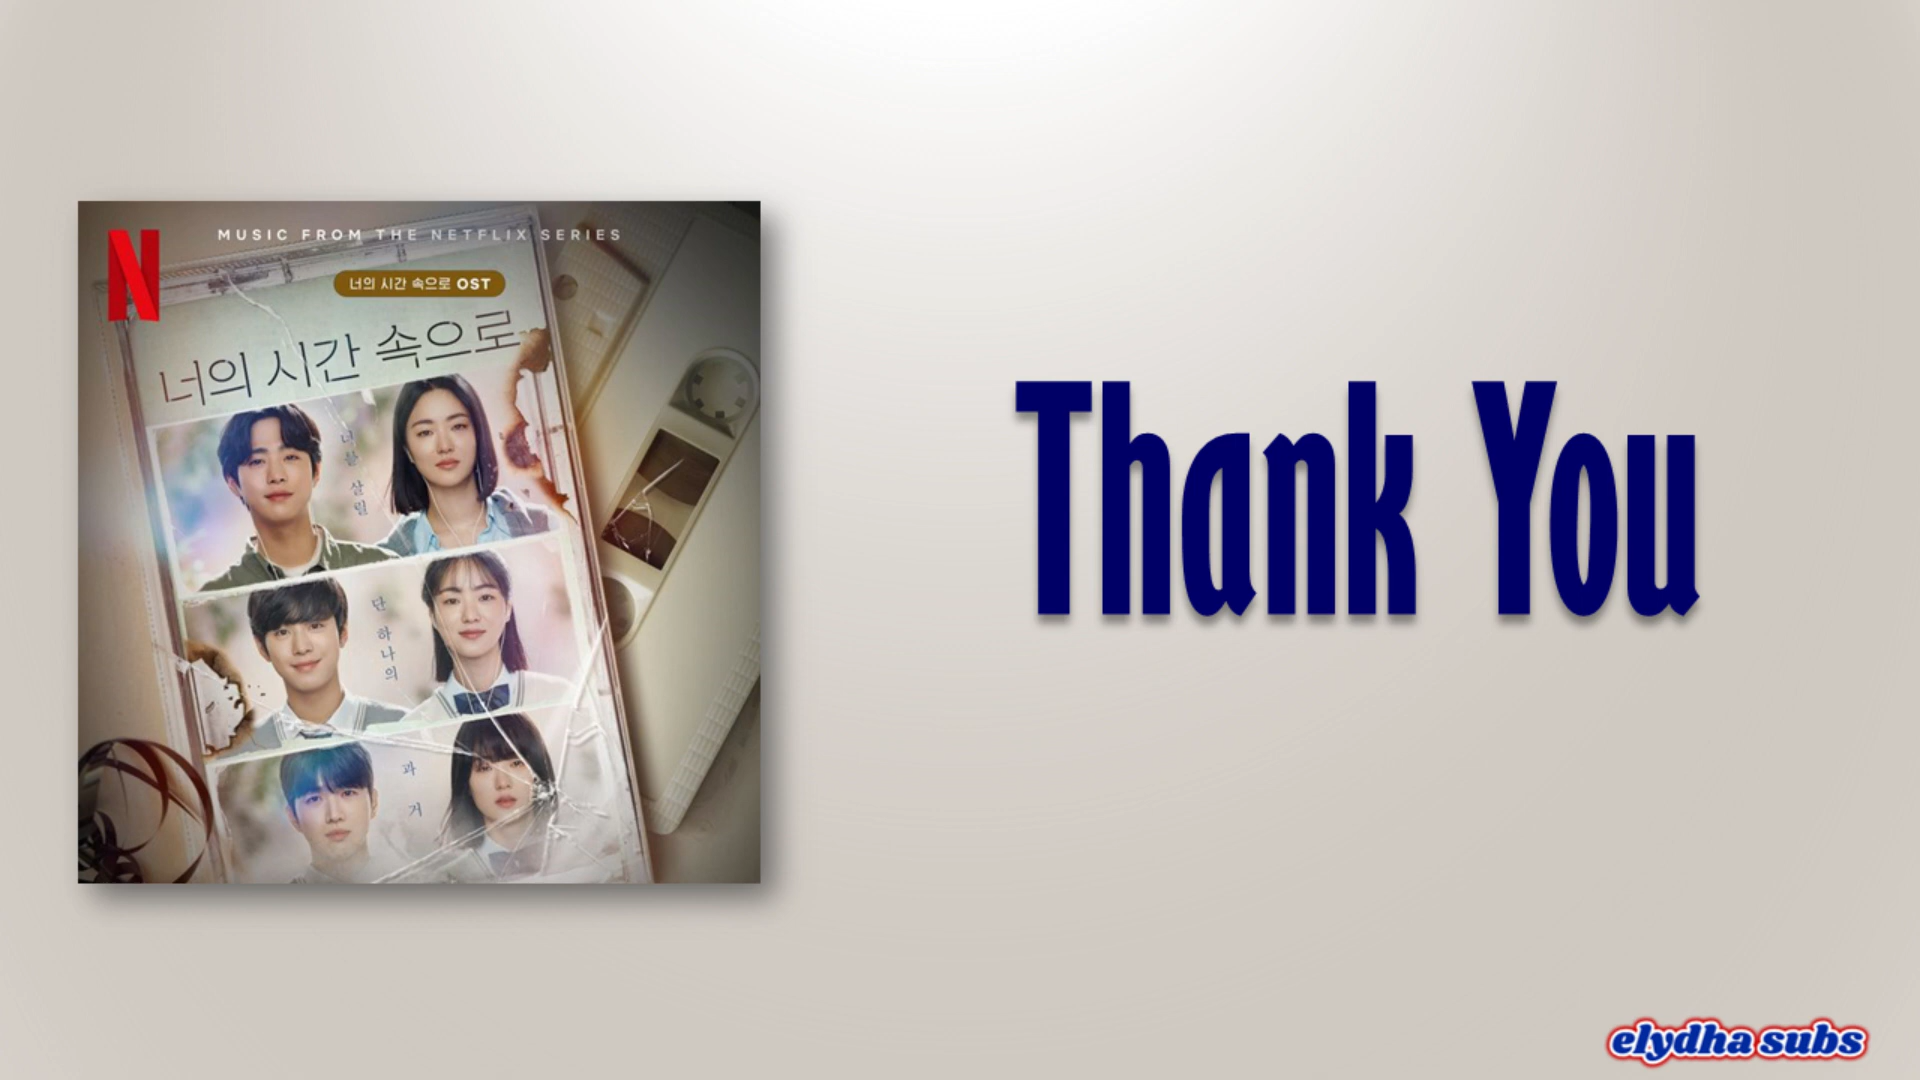 MUSIC FROM THE NETFLIX SERIES
너의 시간 속으로 OST
너의 시간 속으로
너를 살릴
단 하나의
과거
Thank You
elydha subs